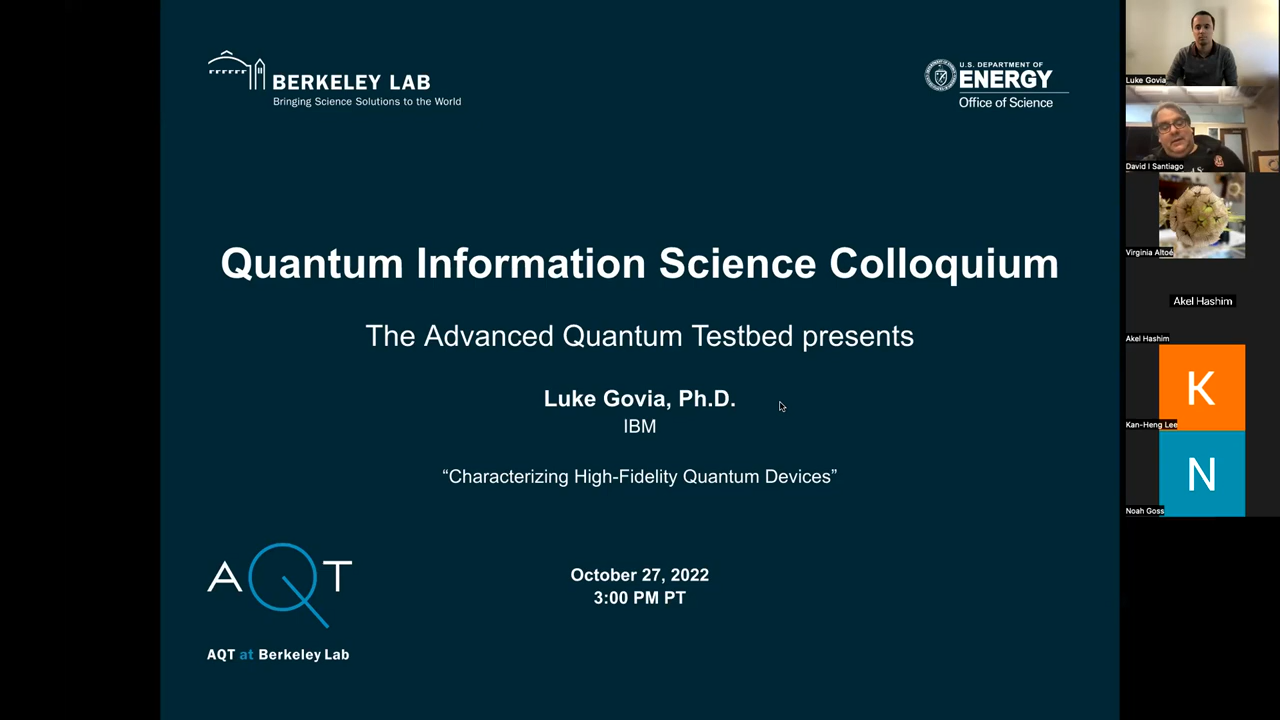 BERKELEY LAB
Bringing Science Solutions to the World
U.S. DEPARTMENT OF
ENERGY
Office of Science
Quantum Information Science Colloquium
The Advanced Quantum Testbed presents
Luke Govia, Ph.D.
IBM
“Characterizing High-Fidelity Quantum Devices”
October 27, 2022
3:00 PM PT
AQT
AQT at Berkeley Lab
Luke Govia
David I Santiago
Virginia Altoé
Akel Hashim
Akel Hashim
K
Kan-Heng Lee
N
Noah Goss